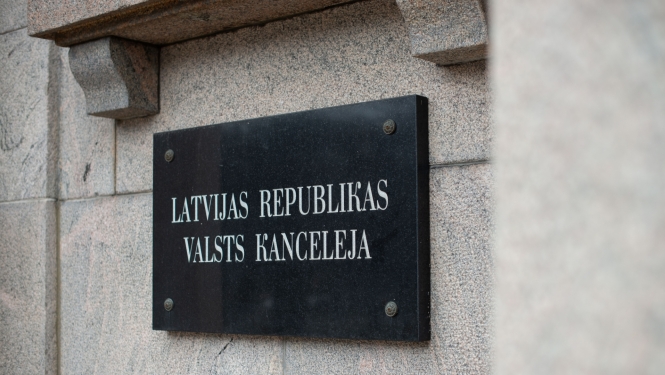 LATVIJAS REPUBLIKAS
VALSTS KANCELEJA